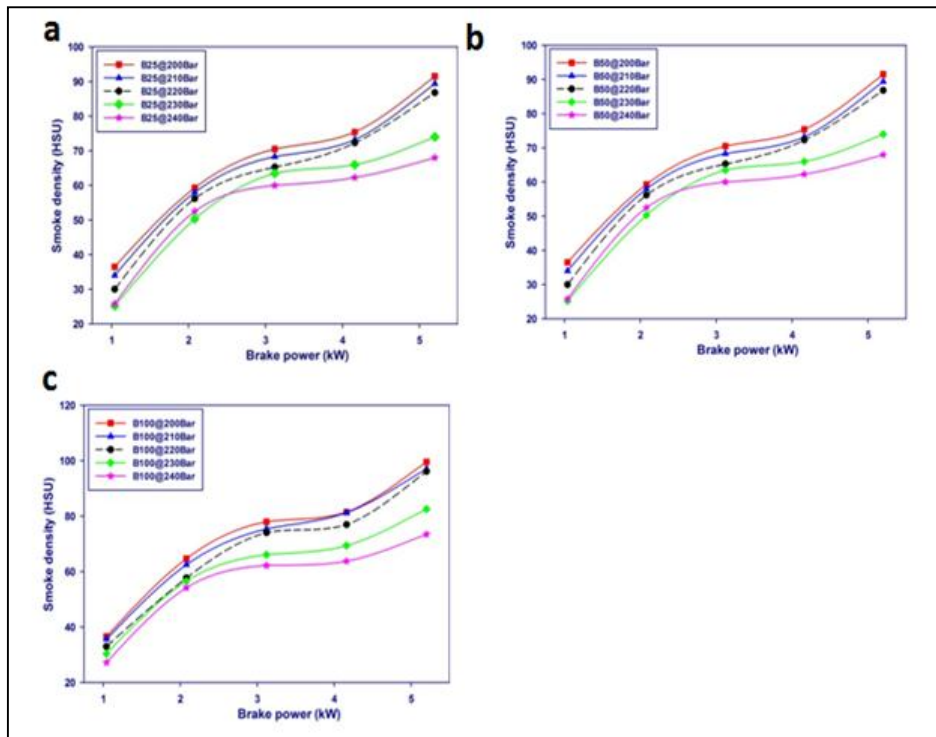 a
100
90
80
70
60
50
40
30
20
Smoke density (HSU)
B25@200Bar
B25@210Bar
B25@220Bar
B25@230Bar
B25@240Bar
1 2 3 4 5
Brake power (kW)
b
100
90
80
70
60
50
40
30
20
Smoke density (HSU)
B50@200Bar
B50@210Bar
B50@220Bar
B50@230Bar
B50@240Bar
1 2 3 4 5
Brake power (kW)
c
120
100
80
60
40
20
Smoke density (HSU)
B100@200Bar
B100@210Bar
B100@220Bar
B100@230Bar
B100@240Bar
1 2 3 4 5
Brake power (kW)